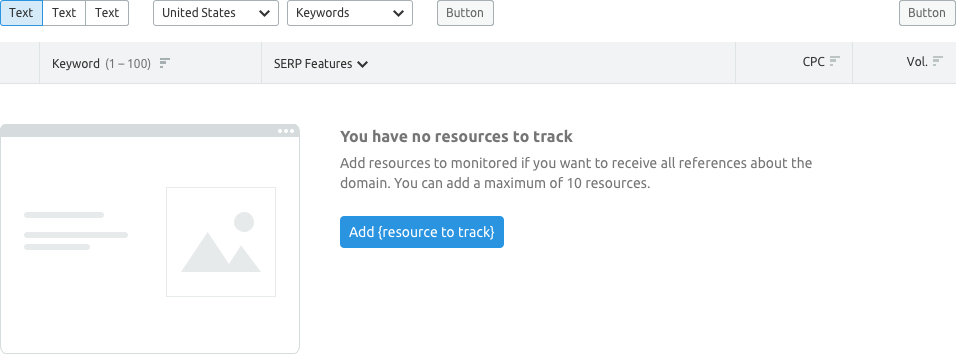 Text Text Text United States Keywords Button Button
Keyword (1 – 100) SERP Features CPC Vol.
You have no resources to track
Add resources to monitored if you want to receive all references about the
domain. You can add a maximum of 10 resources.
Add {resource to track}